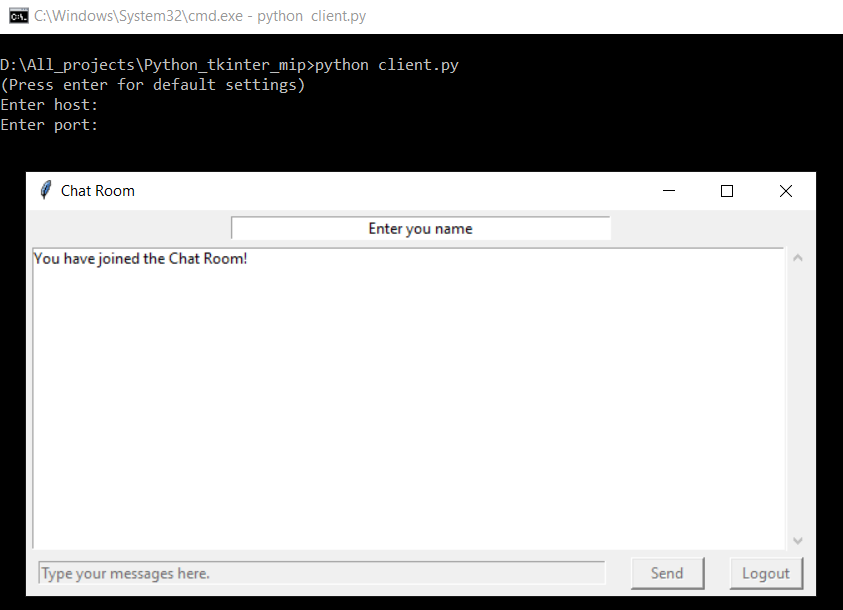 C:\Windows\System32\cmd.exe - python  client.py
D:\All_projects\Python_tkinter_mip>python client.py
(Press enter for default settings)
Enter host:
Enter port:
Chat Room
Enter you name
You have joined the Chat Room!
Type your messages here.
Send
Logout